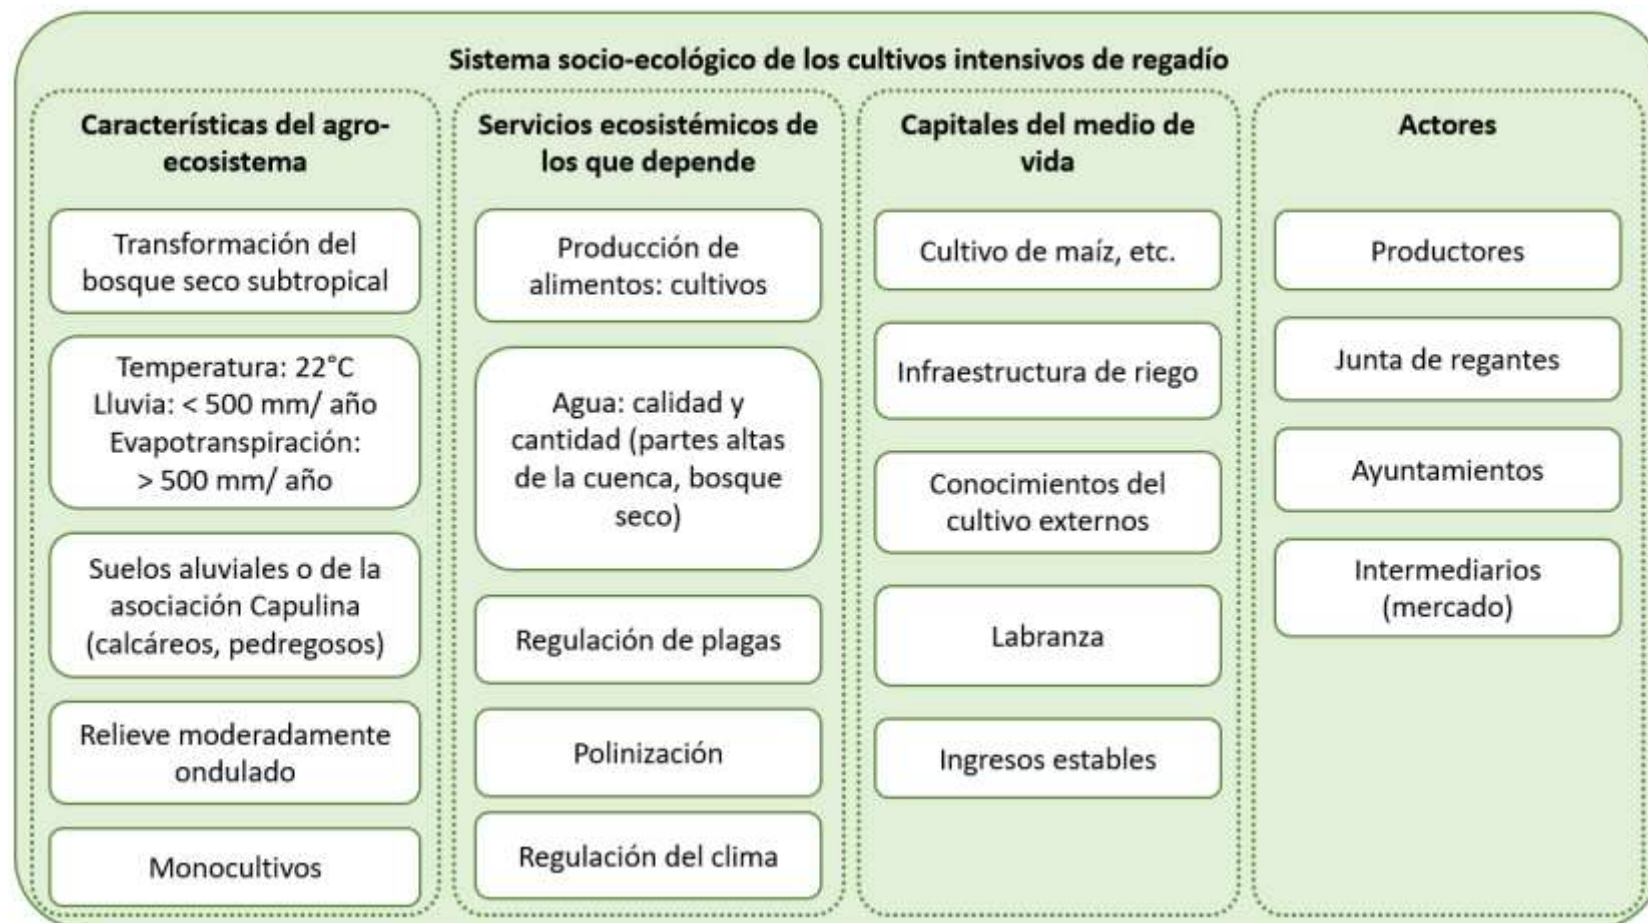 Sistema socio-ecológico de los cultivos intensivos de regadío
Características del agro-
ecosistema
Transformación del
bosque seco subtropical
Temperatura: 22°C
Lluvia: < 500 mm/ año
Evapotranspiración:
> 500 mm/ año
Suelos aluviales o de la
asociación Capulina
(calcáreos, pedregosos)
Relieve moderadamente
ondulado
Monocultivos
Servicios ecosistémicos de
los que depende
Producción de
alimentos: cultivos
Agua: calidad y
cantidad (partes altas
de la cuenca, bosque
seco)
Regulación de plagas
Polinización
Regulación del clima
Capitales del medio de
vida
Cultivo de maíz, etc.
Infraestructura de riego
Conocimientos del
cultivo externos
Labranza
Ingresos estables
Actores
Productores
Junta de regantes
Ayuntamientos
Intermediarios
(mercado)